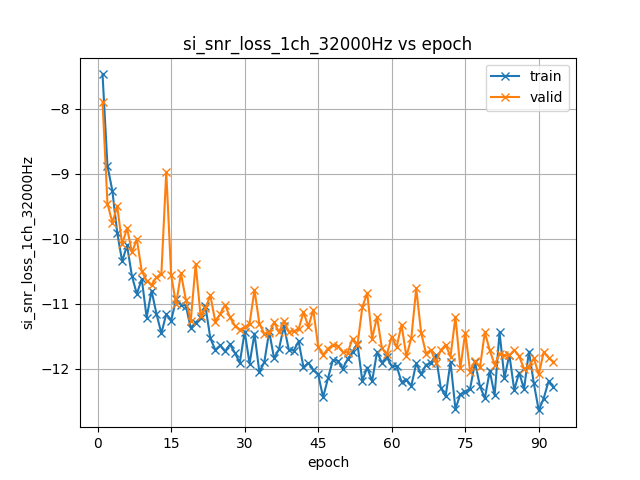 si_snr_loss_1ch_32000Hz vs epoch
train
valid
si_snr_loss_1ch_32000Hz
−8
−9
−10
−11
−12
0 15 30 45 60 75 90
epoch